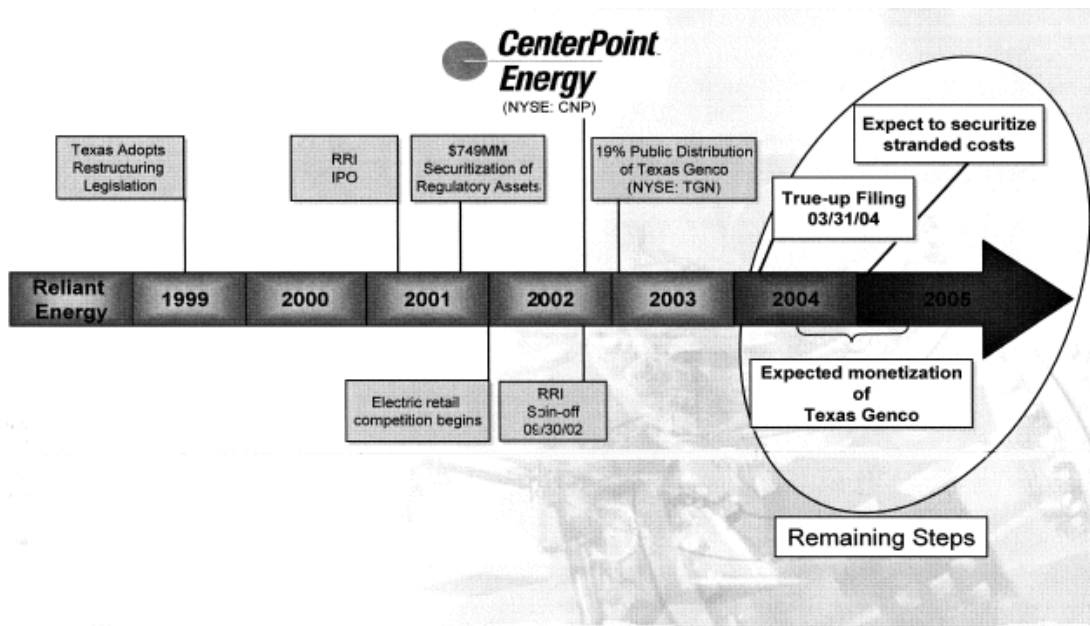 CenterPoint
Energy
(NYSE: CNP)
Texas Adopts
Restructuring
Legislation
RRI
IPO
$749MM
Securitization of
Regulatory Assets
19% Public Distribution
of Texas Genco
(NYSE: TGN)
Expect to securitize
stranded costs
True-up Filing
03/31/04
Reliant
Energy
1999
2000
2001
2002
2003
2004
2005
Electric retail
competition begins
RRI
Spin-off
09/30/02
Expected monetization
of
Texas Genco
Remaining Steps